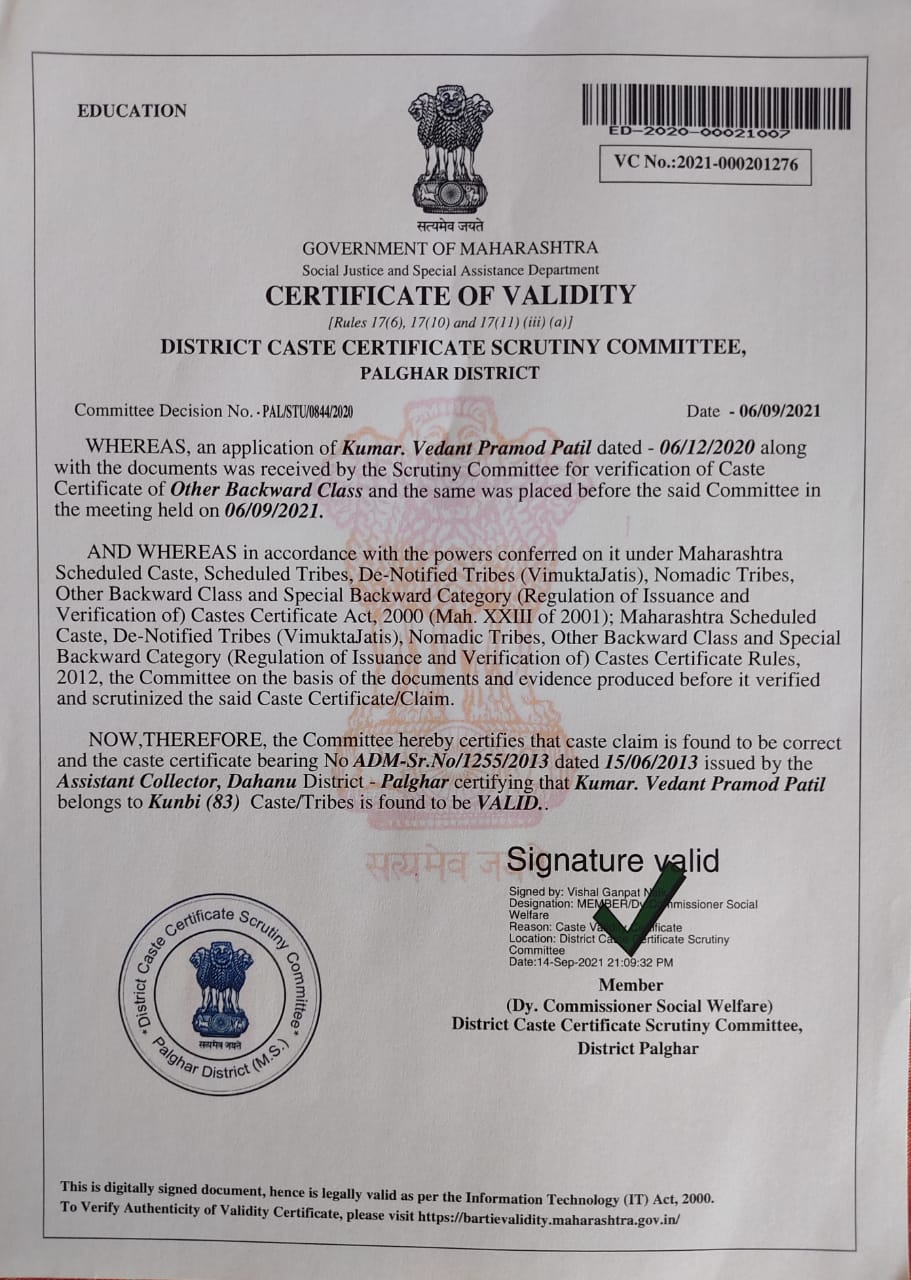 EDUCATION
ED-2020-00021007
VC No.:2021-000201276
सत्यमेव जयते
GOVERNMENT OF MAHARASHTRA
Social Justice and Special Assistance Department
CERTIFICATE OF VALIDITY
[Rules 17(6), 17(10) and 17(11) (iii) (a)]
DISTRICT CASTE CERTIFICATE SCRUTINY COMMITTEE,
PALGHAR DISTRICT
Committee Decision No. - PAL/STU/0844/2020 Date - 06/09/2021
WHEREAS, an application of Kumar. Vedant Pramod Patil dated - 06/12/2020 along
with the documents was received by the Scrutiny Committee for verification of Caste
Certificate of Other Backward Class and the same was placed before the said Committee in
the meeting held on 06/09/2021.
AND WHEREAS in accordance with the powers conferred on it under Maharashtra
Scheduled Caste, Scheduled Tribes, De-Notified Tribes (VimuktaJatis), Nomadic Tribes,
Other Backward Class and Special Backward Category (Regulation of Issuance and
Verification of) Castes Certificate Act, 2000 (Mah. XXIII of 2001); Maharashtra Scheduled
Caste, De-Notified Tribes (VimuktaJatis), Nomadic Tribes, Other Backward Class and Special
Backward Category (Regulation of Issuance and Verification of) Castes Certificate Rules,
2012, the Committee on the basis of the documents and evidence produced before it verified
and scrutinized the said Caste Certificate/Claim.
NOW,THEREFORE, the Committee hereby certifies that caste claim is found to be correct
and the caste certificate bearing No ADM-Sr.No/1255/2013 dated 15/06/2013 issued by the
Assistant Collector, Dahanu District - Palghar certifying that Kumar. Vedant Pramod Patil
belongs to Kunbi (83) Caste/Tribes is found to be VALID..
सत्यमेव
Signature valid
Signed by: Vishal Ganpat
Designation: MEMBER/Dy Commissioner Social
Welfare
Reason: Caste Certificate
Location: District Caste Certificate Scrutiny
Committee
Date:14-Sep-2021 21:09:32 PM
Member
(Dy. Commissioner Social Welfare)
District Caste Certificate Scrutiny Committee,
District Palghar
* District Caste Certificate Scrutiny Committee *
सत्यमेव जयते
Palghar District (M.S.)
This is digitally signed document, hence is legally valid as per the Information Technology (IT) Act, 2000.
To Verify Authenticity of Validity Certificate, please visit https://bartievalidity.maharashtra.gov.in/